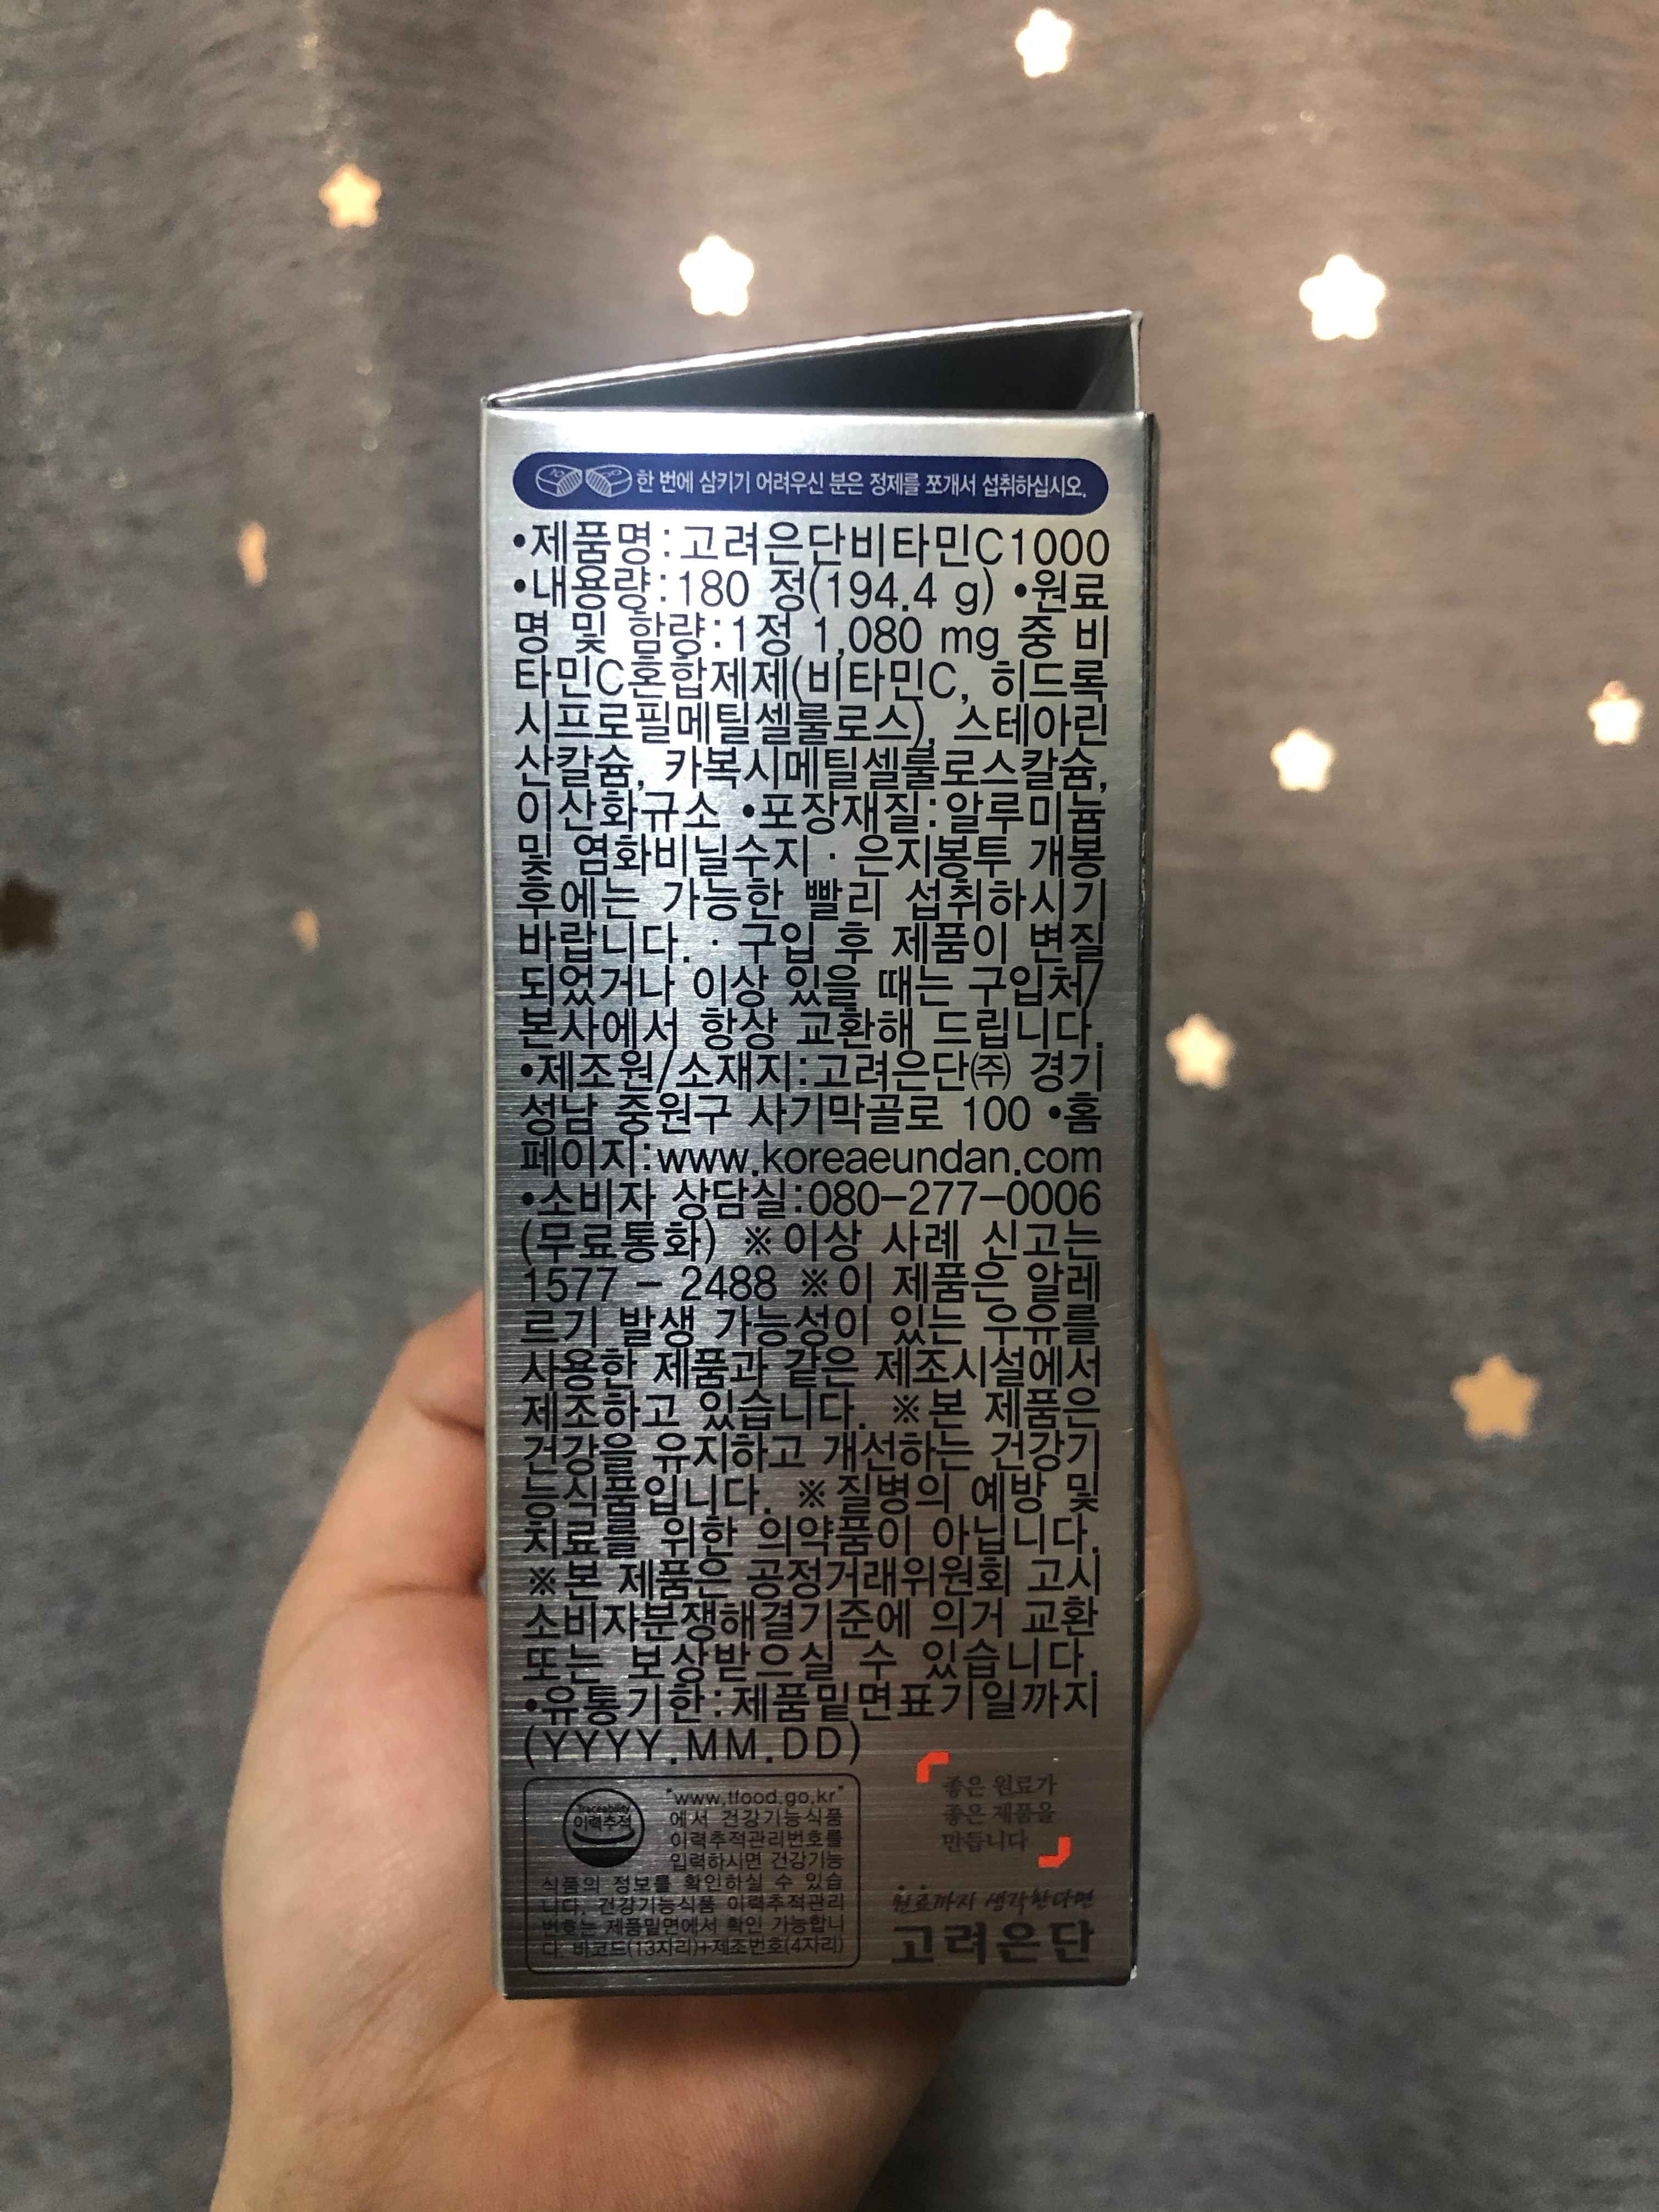 한 번에 삼키기 어려우신 분은 정제를 쪼개서 섭취하십시오.
•제품명:고려은단비타민C1000
•내용량:180 정(194.4 g) •원료
명 및 함량:1정 1,080 mg 중 비
타민C혼합제제(비타민C, 히드록
시프로필메틸셀룰로스), 스테아린
산칼슘, 카복시메틸셀룰로스칼슘,
이산화규소 •포장재질:알루미늄
및 염화비닐수지 · 은지봉투 개봉
후에는 가능한 빨리 섭취하시기
바랍니다. · 구입 후 제품이 변질
되었거나 이상 있을 때는 구입처/
본사에서 항상 교환해 드립니다.
•제조원/소재지:고려은단㈜ 경기
성남 중원구 사기막골로 100 •홈
페이지:www.koreaeundan.com
•소비자 상담실:080-277-0006
(무료통화) ※이상 사례 신고는
1577 - 2488 ※이 제품은 알레
르기 발생 가능성이 있는 우유를
사용한 제품과 같은 제조시설에서
제조하고 있습니다. ※본 제품은
건강을 유지하고 개선하는 건강기
능식품입니다. ※질병의 예방 및
치료를 위한 의약품이 아닙니다.
※본 제품은 공정거래위원회 고시
소비자분쟁해결기준에 의거 교환
또는 보상받으실 수 있습니다.
•유통기한:제품밑면표기일까지
(YYYY.MM.DD)
Traceability
이력추적
"www.tfood.go.kr"
에서 건강기능식품
이력추적관리번호를
입력하시면 건강기능
식품의 정보를 확인하실 수 있습
니다. 건강기능식품 이력추적관리
번호는 제품밑면에서 확인 가능합니
다. 바코드(13자리)+제조번호(4자리)
좋은 원료가
좋은 제품을
만듭니다
원료까지 생각한다면
고려은단